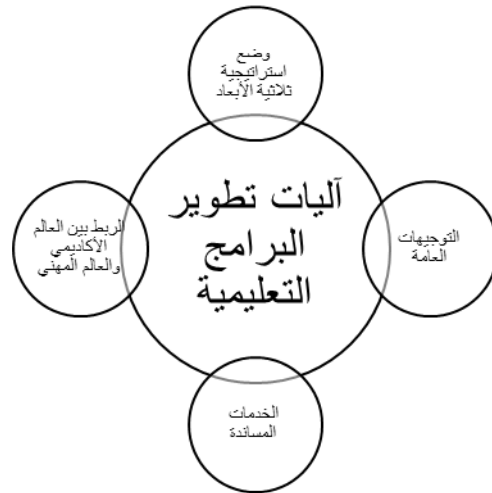 وضع
استراتيجية
ثلاثية الأبعاد
آليات تطوير
البرامج
التعليمية
التوجيهات
العامة
الخدمات
المساندة
الربط بين العالم
الأكاديمي
والعالم المهني